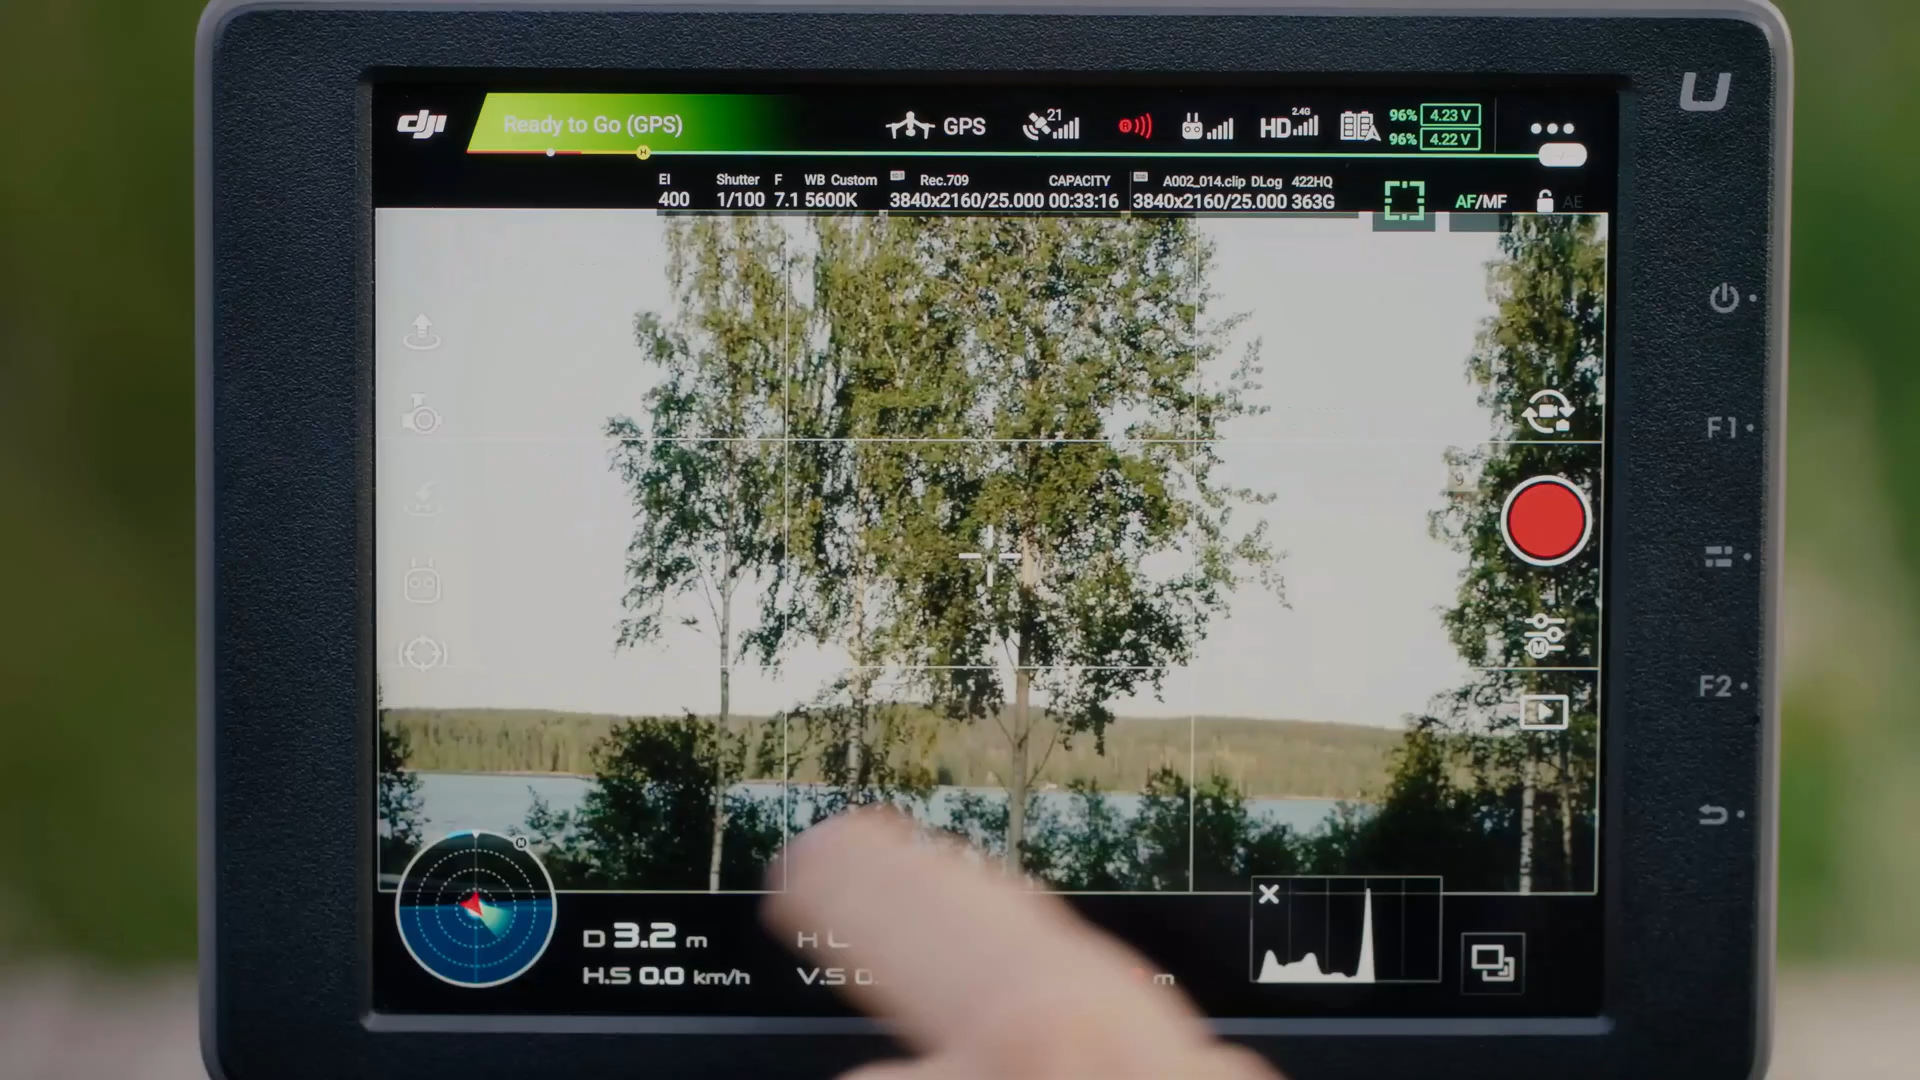 dji
Ready to Go (GPS)
GPS
21
HD 2.4G
96% 4.23 V
96% 4.22 V
EI Shutter F WB Custom Rec.709 CAPACITY A002_014.clip DLog 422HQ
400 1/100 7.1 5600K 3840x2160/25.000 00:33:16 3840x2160/25.000 363G
AF/MF AE
F1
F2
D 3.2 m H
H.S 0.0 km/h V.S 0. m